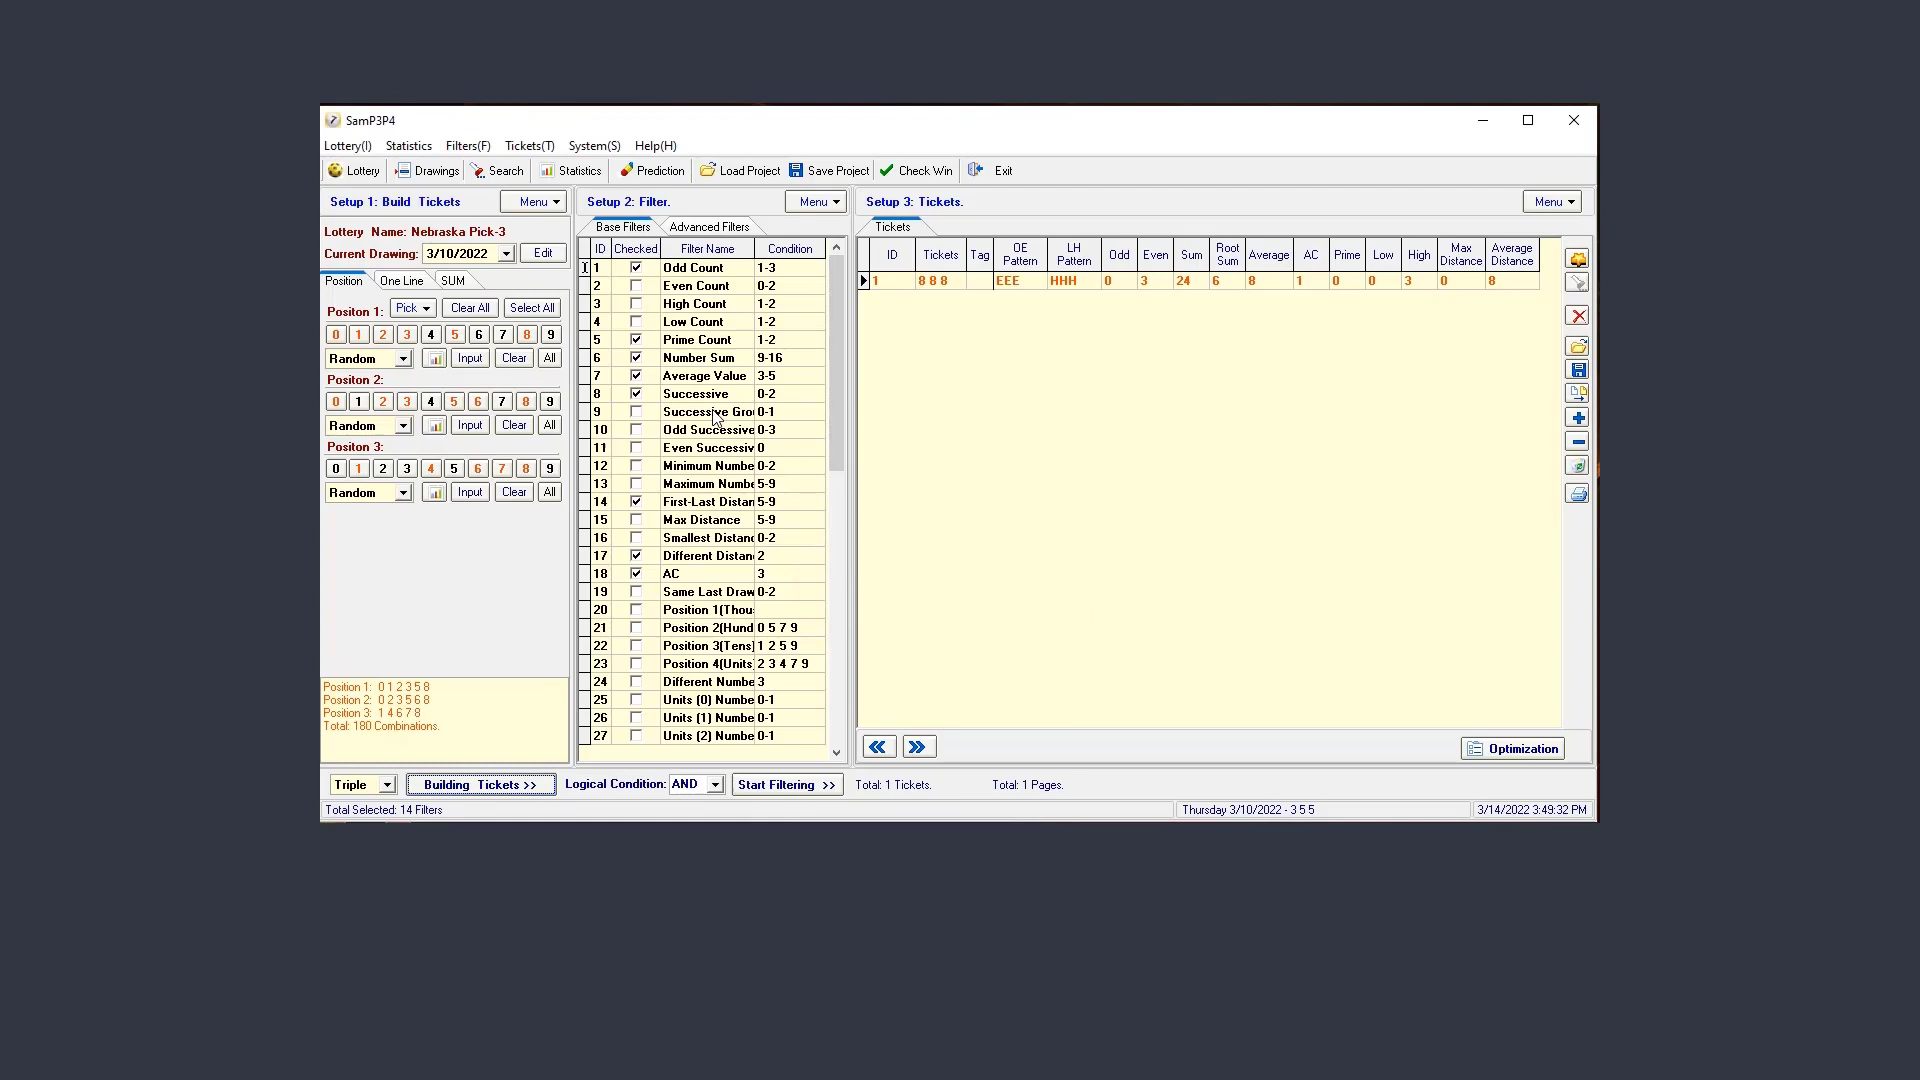 SamP3P4
Lottery(I) Statistics Filters(F) Tickets(T) System(S) Help(H)
Lottery Drawings Search Statistics Prediction Load Project Save Project Check Win Exit
Setup 1: Build Tickets Menu
Lottery Name: Nebraska Pick-3
Current Drawing: 3/10/2022 Edit
Position One Line SUM
Positon 1: Pick Clear All Select All
0 1 2 3 4 5 6 7 8 9
Random Input Clear All
Positon 2:
0 1 2 3 4 5 6 7 8 9
Random Input Clear All
Positon 3:
0 1 2 3 4 5 6 7 8 9
Random Input Clear All
Position 1: 0 1 2 3 5 8
Position 2: 0 2 3 5 6 8
Position 3: 1 4 6 7 8
Total: 180 Combinations.
Setup 2: Filter. Menu
Base Filters Advanced Filters
ID Checked Filter Name Condition
1 Odd Count 1-3
2 Even Count 0-2
3 High Count 1-2
4 Low Count 1-2
5 Prime Count 1-2
6 Number Sum 9-16
7 Average Value 3-5
8 Successive 0-2
9 Successive Gro 0-1
10 Odd Successive 0-3
11 Even Successiv 0
12 Minimum Numbe 0-2
13 Maximum Numbe 5-9
14 First-Last Distan 5-9
15 Max Distance 5-9
16 Smallest Distanc 0-2
17 Different Distan 2
18 AC 3
19 Same Last Draw 0-2
20 Position 1(Thou
21 Position 2(Hund 0 5 7 9
22 Position 3(Tens) 1 2 5 9
23 Position 4(Units) 2 3 4 7 9
24 Different Numbe 3
25 Units (0) Numbe 0-1
26 Units (1) Numbe 0-1
27 Units (2) Numbe 0-1
Setup 3: Tickets. Menu
Tickets
ID Tickets Tag OE Pattern LH Pattern Odd Even Sum Root Sum Average AC Prime Low High Max Distance Average Distance
1 8 8 8 EEE HHH 0 3 24 6 8 1 0 0 3 0 8
Optimization
Triple Building Tickets >> Logical Condition: AND Start Filtering >> Total: 1 Tickets. Total: 1 Pages.
Total Selected: 14 Filters Thursday 3/10/2022 - 3 5 5 3/14/2022 3:49:32 PM